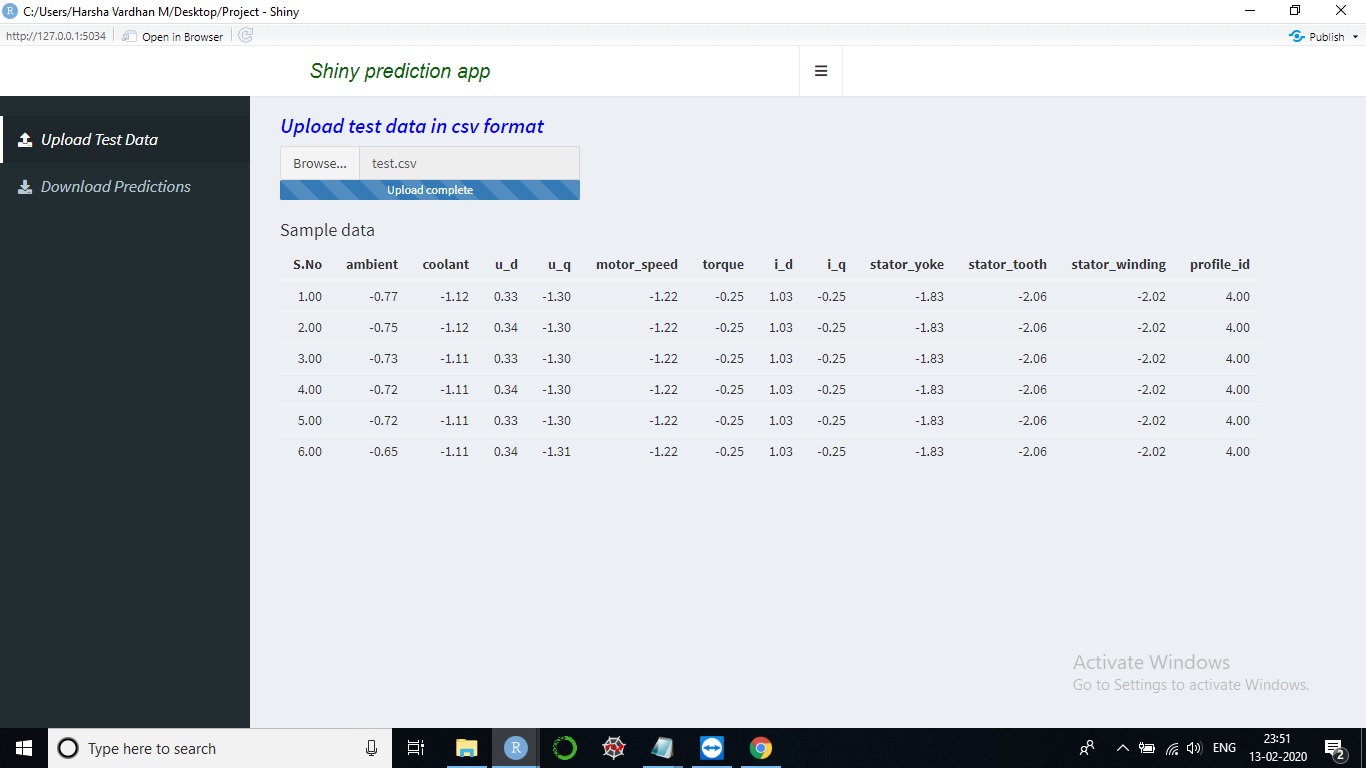 C:/Users/Harsha Vardhan M/Desktop/Project - Shiny
http://127.0.0.1:5034 Open in Browser Publish
Shiny prediction app
Upload Test Data
Download Predictions
Upload test data in csv format
Browse... test.csv
Upload complete
Sample data
S.No ambient coolant u_d u_q motor_speed torque i_d i_q stator_yoke stator_tooth stator_winding profile_id
1.00 -0.77 -1.12 0.33 -1.30 -1.22 -0.25 1.03 -0.25 -1.83 -2.06 -2.02 4.00
2.00 -0.75 -1.12 0.34 -1.30 -1.22 -0.25 1.03 -0.25 -1.83 -2.06 -2.02 4.00
3.00 -0.73 -1.11 0.33 -1.30 -1.22 -0.25 1.03 -0.25 -1.83 -2.06 -2.02 4.00
4.00 -0.72 -1.11 0.34 -1.30 -1.22 -0.25 1.03 -0.25 -1.83 -2.06 -2.02 4.00
5.00 -0.72 -1.11 0.33 -1.30 -1.22 -0.25 1.03 -0.25 -1.83 -2.06 -2.02 4.00
6.00 -0.65 -1.11 0.34 -1.31 -1.22 -0.25 1.03 -0.25 -1.83 -2.06 -2.02 4.00
Activate Windows
Go to Settings to activate Windows.
Type here to search
R
ENG
23:51
13-02-2020
2